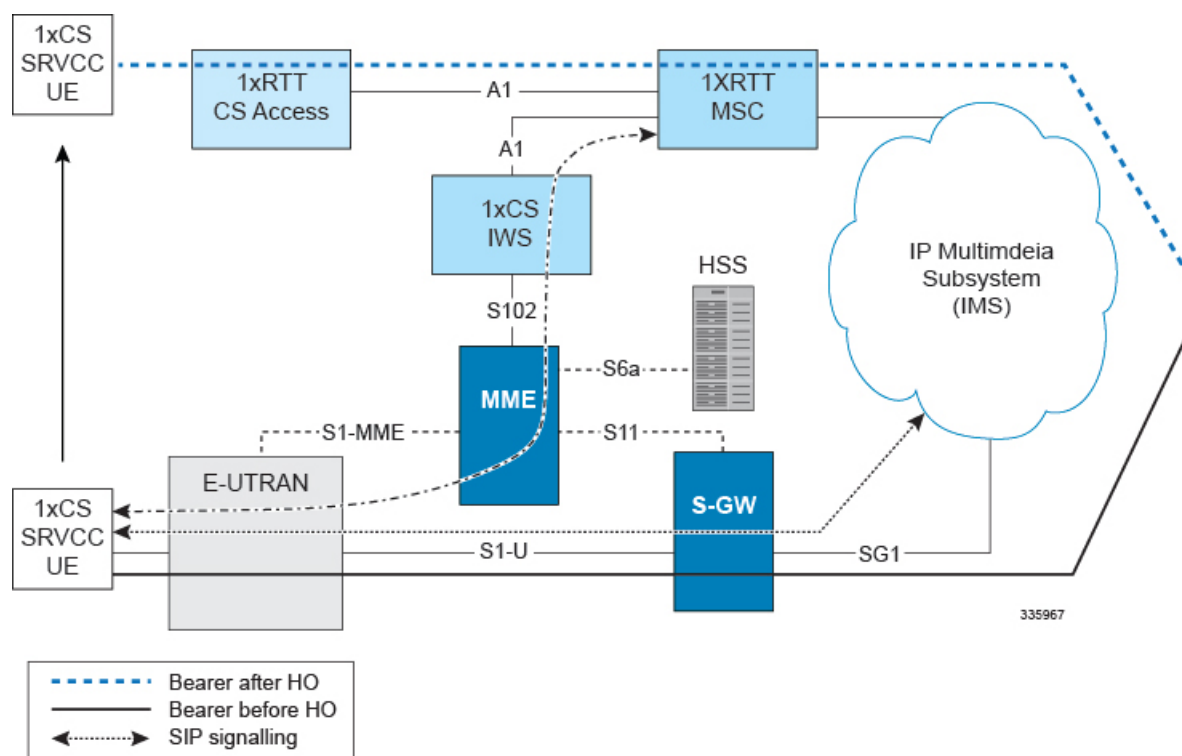 1xCS
SRVCC
UE
1xRTT
CS Access
A1
1XRTT
MSC
A1
1xCS
IWS
S102
HSS
IP Multimdeia
Subsystem
(IMS)
MME
S6a
S1-MME
S11
E-UTRAN
S-GW
1xCS
SRVCC
UE
S1-U
SG1
335967
Bearer after HO
Bearer before HO
SIP signalling